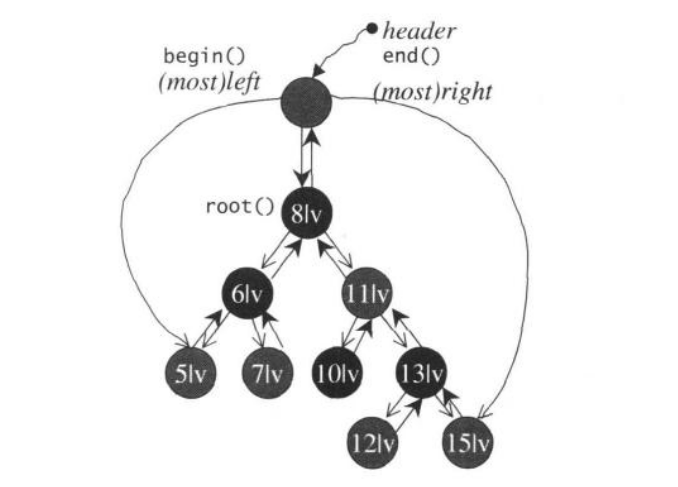 header
begin()
end()
(most)left
(most)right
root()
8|v
6|v
11|v
5|v
7|v
10|v
13|v
12|v
15|v